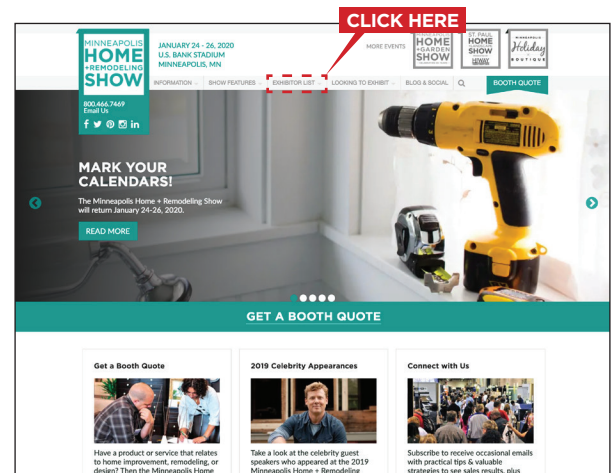 CLICK HERE
MINNEAPOLIS
HOME
+REMODELING
SHOW
JANUARY 24 - 26, 2020
U.S. BANK STADIUM
MINNEAPOLIS, MN
MORE EVENTS
MINNEAPOLIS
HOME
+GARDEN
SHOW
ST. PAUL
HOME
SHOW
MINNEAPOLIS
Holiday
BOUTIQUE
INFORMATION
SHOW FEATURES
EXHIBITOR LIST
LOOKING TO EXHIBIT
BLOG & SOCIAL
BOOTH QUOTE
800.466.7469
Email Us
MARK YOUR
CALENDARS!
The Minneapolis Home + Remodeling Show
will return January 24-26, 2020.
READ MORE
GET A BOOTH QUOTE
Get a Booth Quote
Have a product or service that relates
to home improvement, remodeling, or
design? Then the Minneapolis Home
2019 Celebrity Appearances
Take a look at the celebrity guest
speakers who appeared at the 2019
Minneapolis Home + Remodeling
Connect with Us
Subscribe to receive occasional emails
with practical tips & valuable
strategies to see sales results, plus